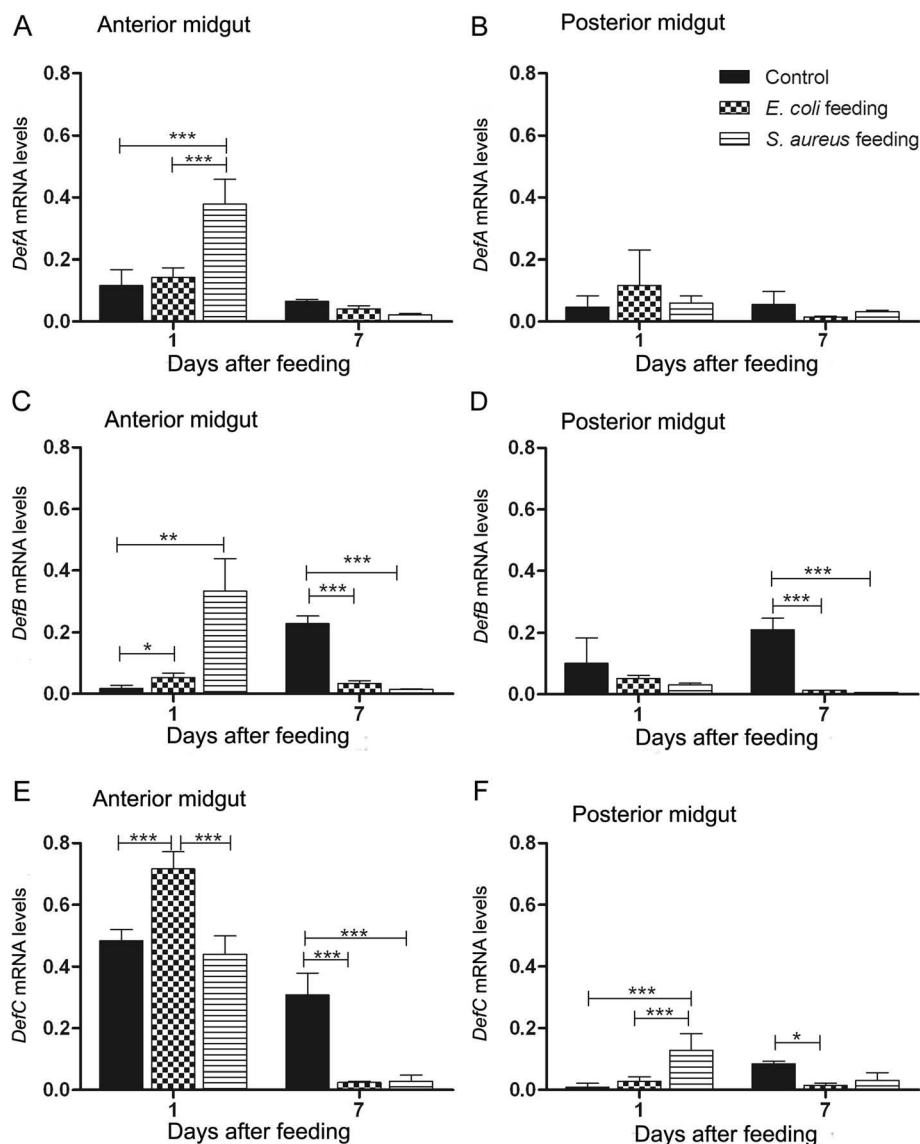 A
Anterior midgut
DefA mRNA levels
0.8
0.6
0.4
0.2
0.0
***
***
1
7
Days after feeding
B
Posterior midgut
DefA mRNA levels
0.8
0.6
0.4
0.2
0.0
Control
E. coli feeding
S. aureus feeding
1
7
Days after feeding
C
Anterior midgut
DefB mRNA levels
0.8
0.6
0.4
0.2
0.0
**
*
***
***
1
7
Days after feeding
D
Posterior midgut
DefB mRNA levels
0.8
0.6
0.4
0.2
0.0
***
***
1
7
Days after feeding
E
Anterior midgut
DefC mRNA levels
0.8
0.6
0.4
0.2
0.0
***
***
***
***
1
7
Days after feeding
F
Posterior midgut
DefC mRNA levels
0.8
0.6
0.4
0.2
0.0
***
***
*
1
7
Days after feeding